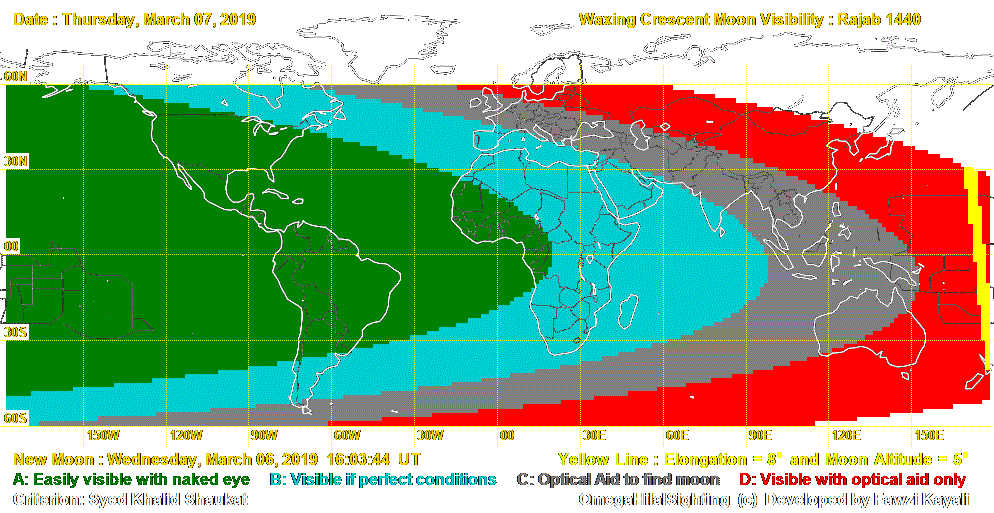 Date : Thursday, March 07, 2019
Waxing Crescent Moon Visibility : Rajab 1440
60N
30N
00
30S
60S
150W 120W 90W 60W 30W 00 30E 60E 90E 120E 150E
New Moon : Wednesday, March 06, 2019 16:03:44 UT
Yellow Line : Elongation = 8° and Moon Altitude = 5°
A: Easily visible with naked eye
B: Visible if perfect conditions
C: Optical Aid to find moon
D: Visible with optical aid only
Criterion: Syed Khalid Shaukat
OmegaHilalSighting (c) Developed by Fawzi Kayali